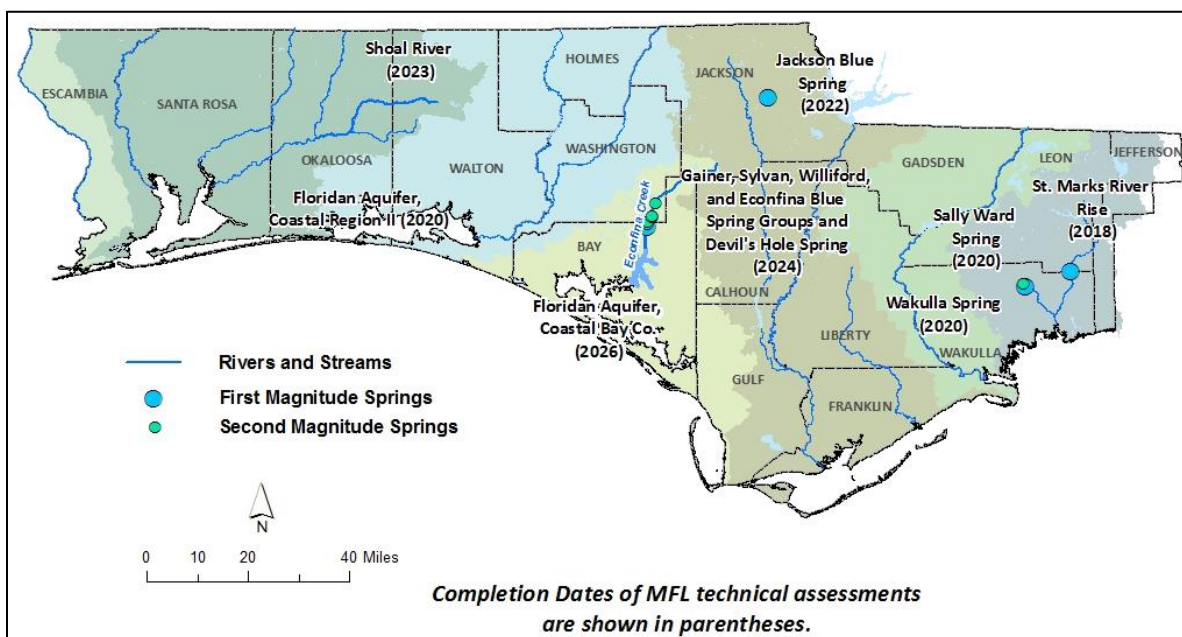 Shoal River
(2023)
HOLMES
JACKSON
Jackson Blue
Spring
(2022)
ESCAMBIA
SANTA ROSA
OKALOOSA
WALTON
WASHINGTON
GADSDEN
LEON
JEFFERSON
Floridan Aquifer,
Coastal Region II (2020)
Econfina Creek
BAY
Gainer, Sylvan, Williford,
and Econfina Blue
Spring Groups and
Devil's Hole Spring
(2024)
Sally Ward
Spring
(2020)
St. Marks River
Rise
(2018)
CALHOUN
Floridan Aquifer,
Coastal Bay Co.
(2026)
LIBERTY
Wakulla Spring
(2020)
WAKULLA
GULF
FRANKLIN
Rivers and Streams
First Magnitude Springs
Second Magnitude Springs
N
0 10 20 40 Miles
Completion Dates of MFL technical assessments
are shown in parentheses.